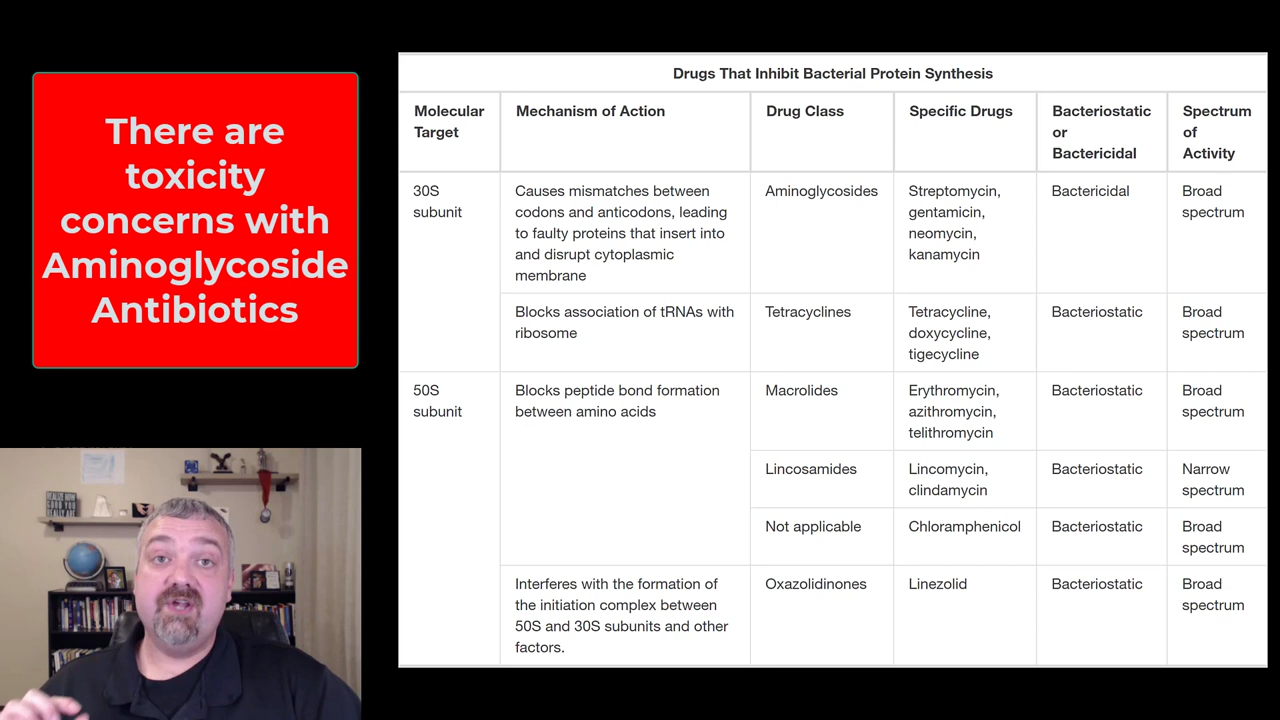 There are
toxicity
concerns with
Aminoglycoside
Antibiotics
Drugs That Inhibit Bacterial Protein Synthesis
Molecular
Target
Mechanism of Action
Drug Class
Specific Drugs
Bacteriostatic
or
Bactericidal
Spectrum
of
Activity
30S
subunit
Causes mismatches between
codons and anticodons, leading
to faulty proteins that insert into
and disrupt cytoplasmic
membrane
Aminoglycosides
Streptomycin,
gentamicin,
neomycin,
kanamycin
Bactericidal
Broad
spectrum
Blocks association of tRNAs with
ribosome
Tetracyclines
Tetracycline,
doxycycline,
tigecycline
Bacteriostatic
Broad
spectrum
50S
subunit
Blocks peptide bond formation
between amino acids
Macrolides
Erythromycin,
azithromycin,
telithromycin
Bacteriostatic
Broad
spectrum
Lincosamides
Lincomycin,
clindamycin
Bacteriostatic
Narrow
spectrum
Not applicable
Chloramphenicol
Bacteriostatic
Broad
spectrum
Interferes with the formation of
the initiation complex between
50S and 30S subunits and other
factors.
Oxazolidinones
Linezolid
Bacteriostatic
Broad
spectrum